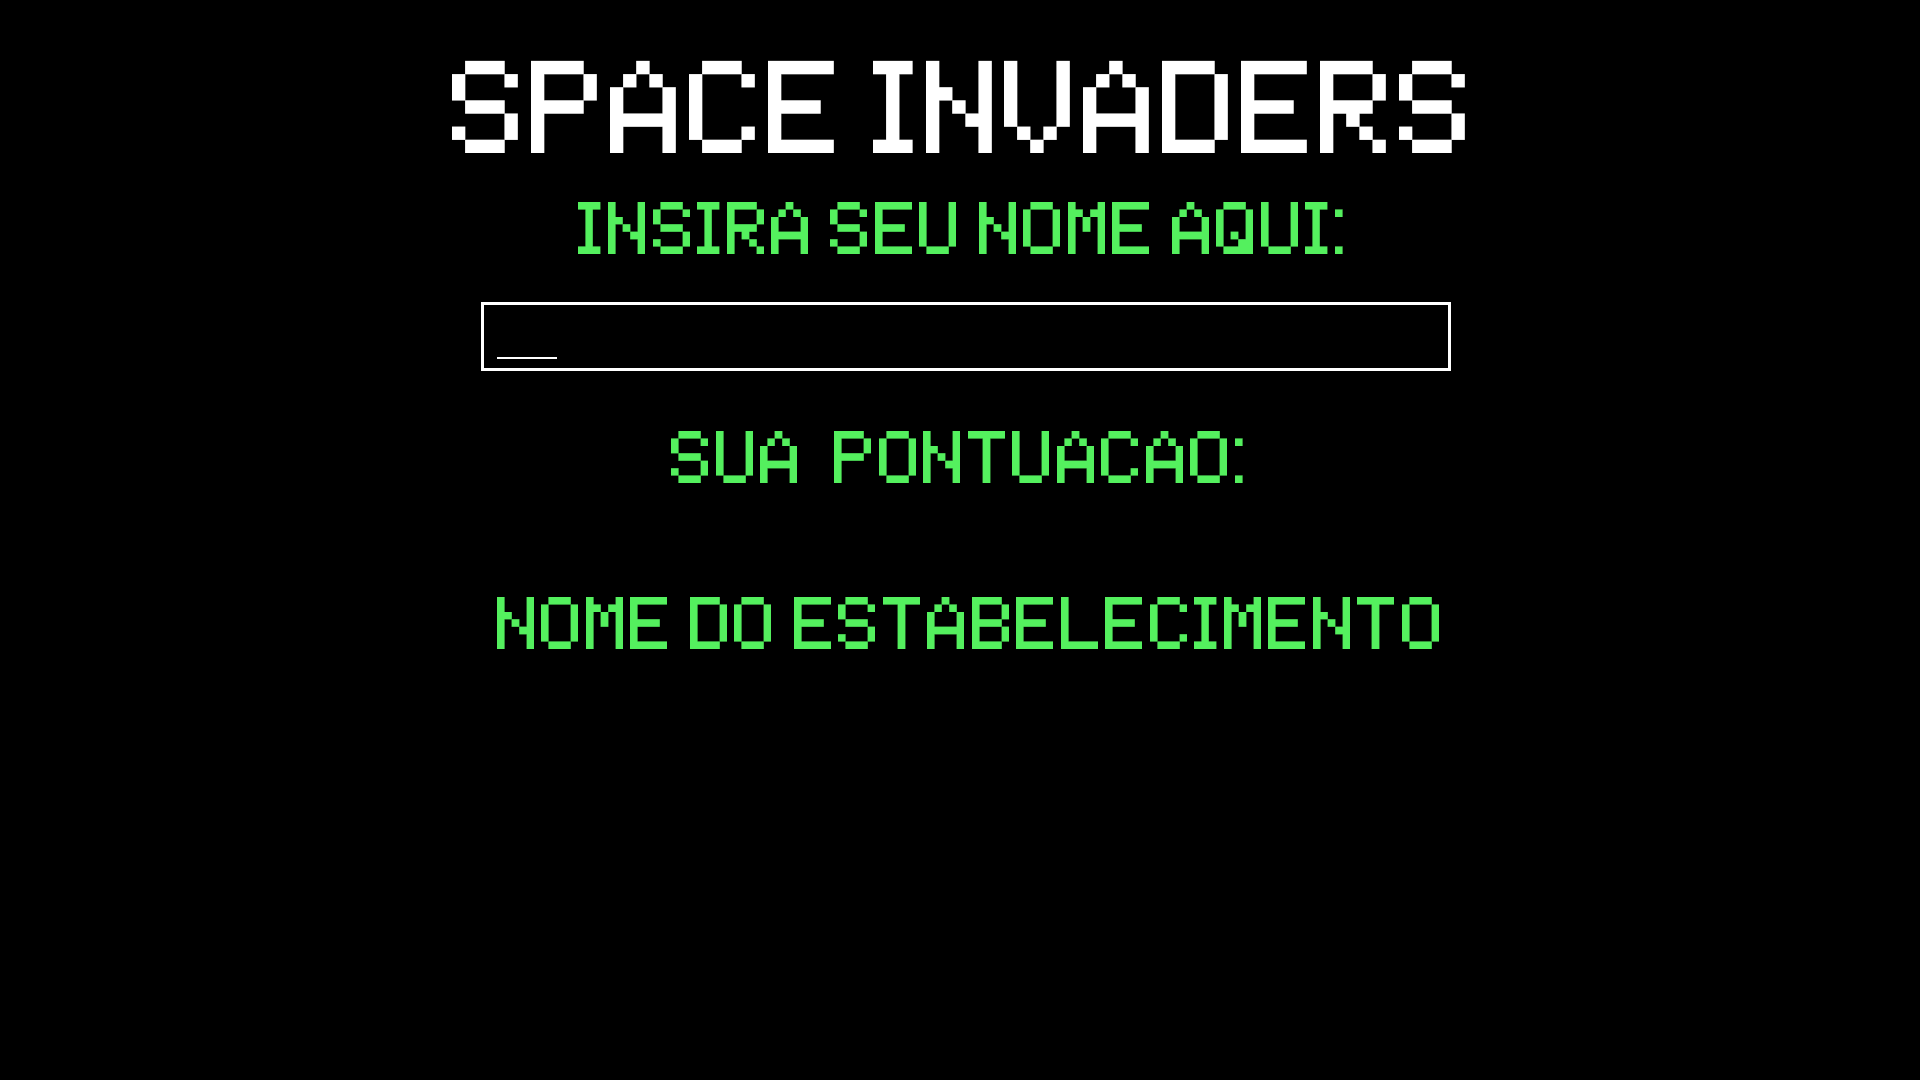 SPACE INVADERS
INSIRA SEU NOME AQUI:
SUA PONTUACAO:
NOME DO ESTABELECIMENTO